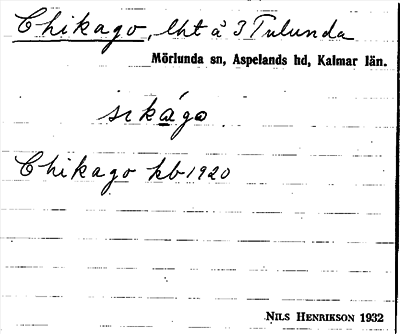 Chikago, lht å 3 Tulunda
Mörlunda sn, Aspelands hd, Kalmar län.
sikágo
Chikago kb 1920
NILS HENRIKSON 1932